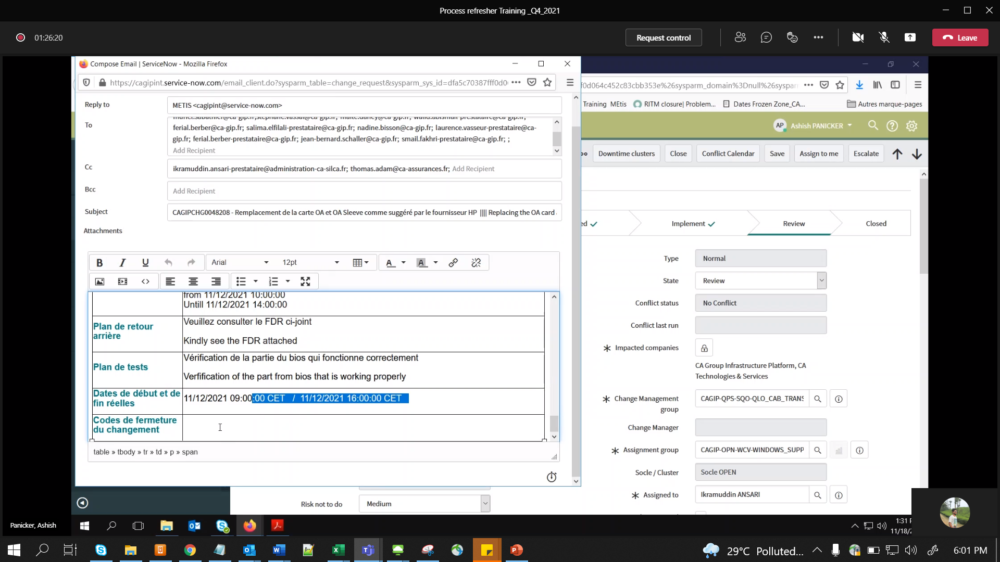 Process refresher Training _Q4_2021
01:26:20
Request control
Leave
Compose Email | ServiceNow - Mozilla Firefox
https://cagipint.service-now.com/email_client.do?sysparm_table=change_request&sysparm_sys_id=dfa5c70387fff0d0
f0d064c452c83cbb353e%26sysparm_domain%3Dnull%26syspar
Training MEtis RITM closure| Problem... Dates Frozen Zone_CA... Autres marque-pages
AP Ashish PANICKER
Downtime clusters Close Conflict Calendar Save Assign to me Escalate
Reply to METIS <cagipint@service-now.com>
To
ferial.berber@ca-gip.fr; salima.elfilali-prestataire@ca-gip.fr; nadine.bisson@ca-gip.fr; laurence.vasseur-prestataire@ca-
gip.fr; ferial.berber-prestataire@ca-gip.fr; jean-bernard.schaller@ca-gip.fr; smail.fakhri-prestataire@ca-gip.fr; ;
Add Recipient
Cc ikramuddin.ansari-prestataire@administration-ca-silca.fr; thomas.adam@ca-assurances.fr; Add Recipient
Bcc Add Recipient
Subject CAGIPCHG0048208 - Remplacement de la carte OA et OA Sleeve comme suggéré par le fournisseur HP |||| Replacing the OA card
Attachments
B I U Arial 12pt A A
from 11/12/2021 10:00:00
Untill 11/12/2021 14:00:00
Plan de retour
arrière
Veuillez consulter le FDR ci-joint
Kindly see the FDR attached
Plan de tests
Vérification de la partie du bios qui fonctionne correctement
Verfification of the part from bios that is working properly
Dates de début et de
fin réelles
11/12/2021 09:00:00 CET / 11/12/2021 16:00:00 CET
Codes de fermeture
du changement
table » tbody » tr » td » p » span
ed Implement Review Closed
Type Normal
State Review
Conflict status No Conflict
Conflict last run
Impacted companies
CA Group Infrastructure Platform, CA
Technologies & Services
Change Management
group
CAGIP-QPS-SQO-QLO_CAB_TRANS
Change Manager
Assignment group CAGIP-OPN-WCV-WINDOWS_SUPP
Socle / Cluster Socle OPEN
Assigned to Ikramuddin ANSARI
Risk not to do Medium
Panicker, Ashish
1:31
11/18/2
29°C Polluted... 6:01 PM